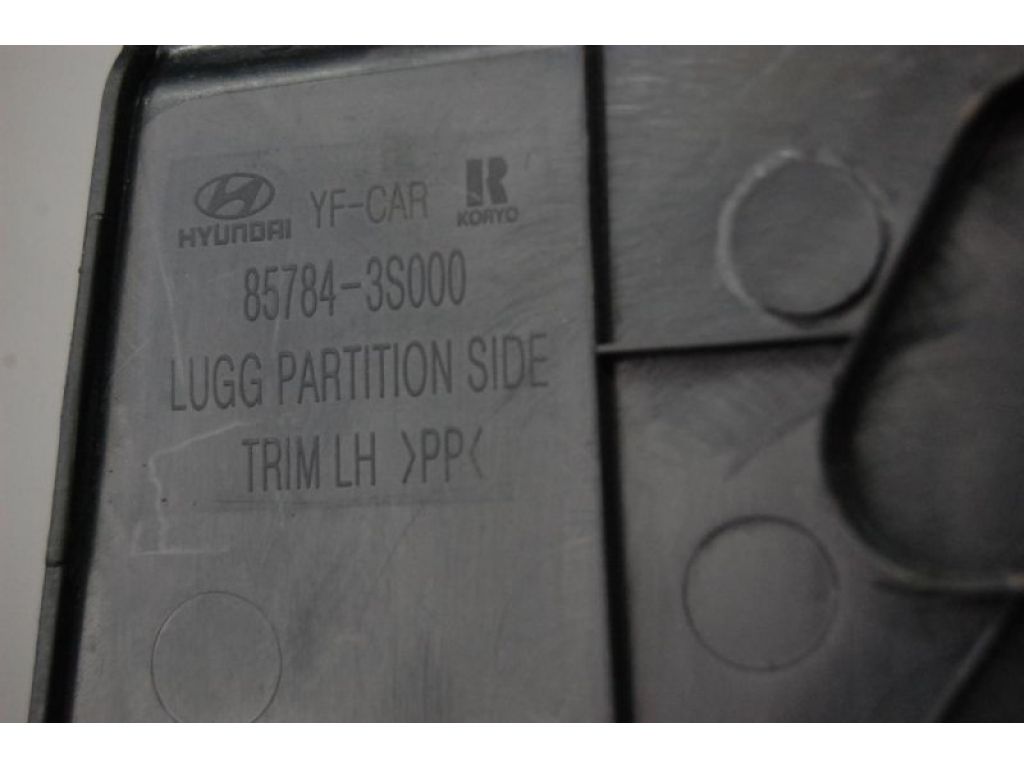 HYUNDAI YF-CAR KORYO
85784-3S000
LUGG PARTITION SIDE
TRIM LH >PP<